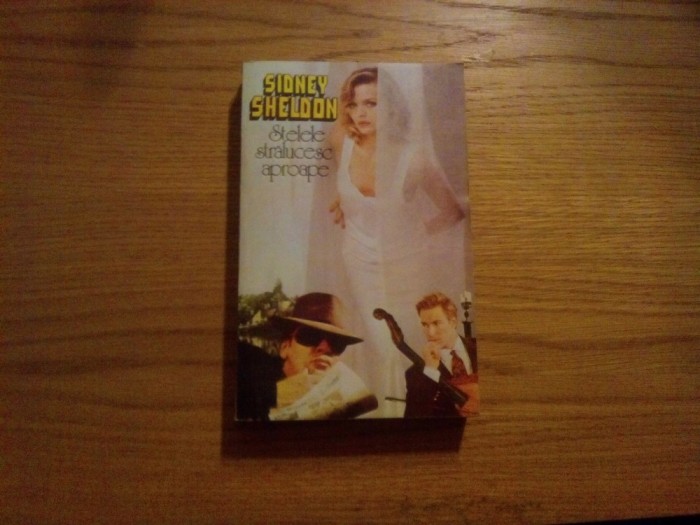 SIDNEY
SHELDON
Stelele
strălucesc
aproape